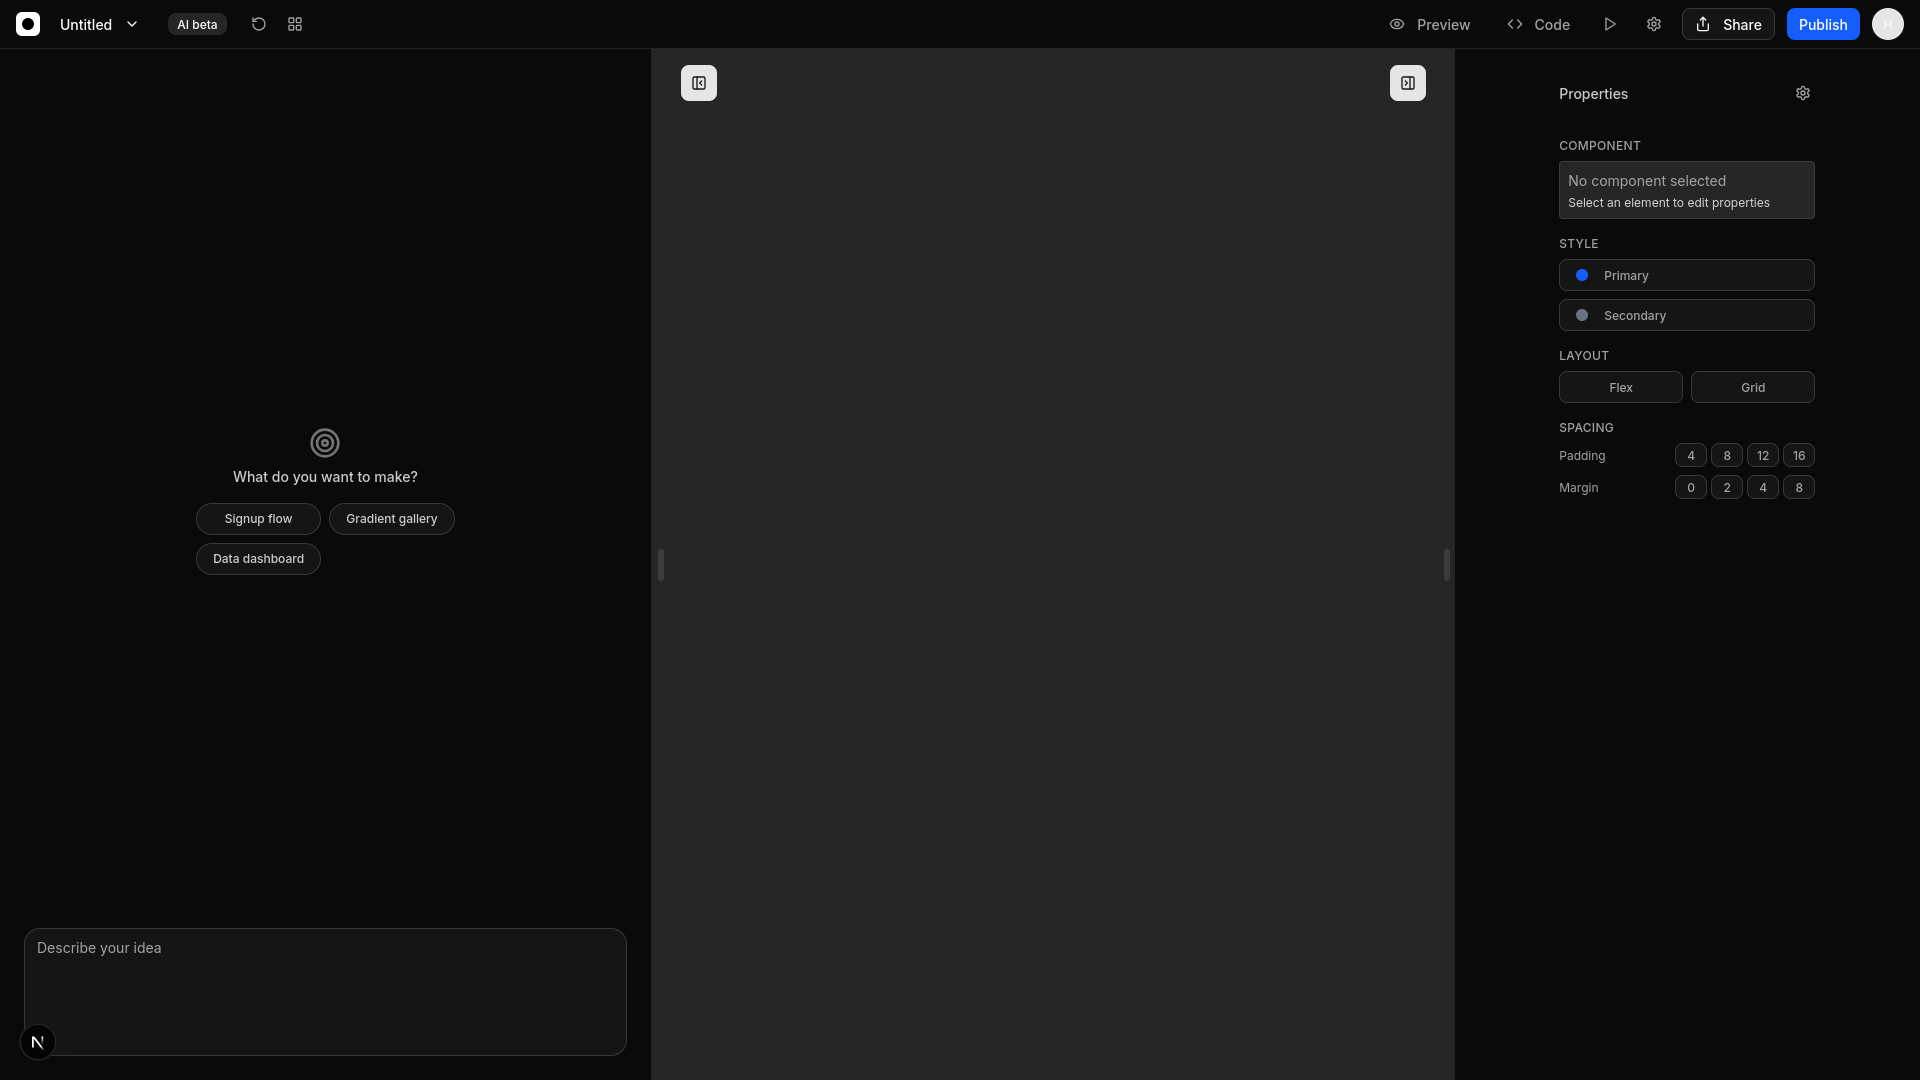 Untitled
AI beta
Preview
Code
Share
Publish
H
What do you want to make?
Signup flow
Gradient gallery
Data dashboard
Describe your idea
N
Properties
COMPONENT
No component selected
Select an element to edit properties
STYLE
Primary
Secondary
LAYOUT
Flex
Grid
SPACING
Padding 4 8 12 16
Margin 0 2 4 8